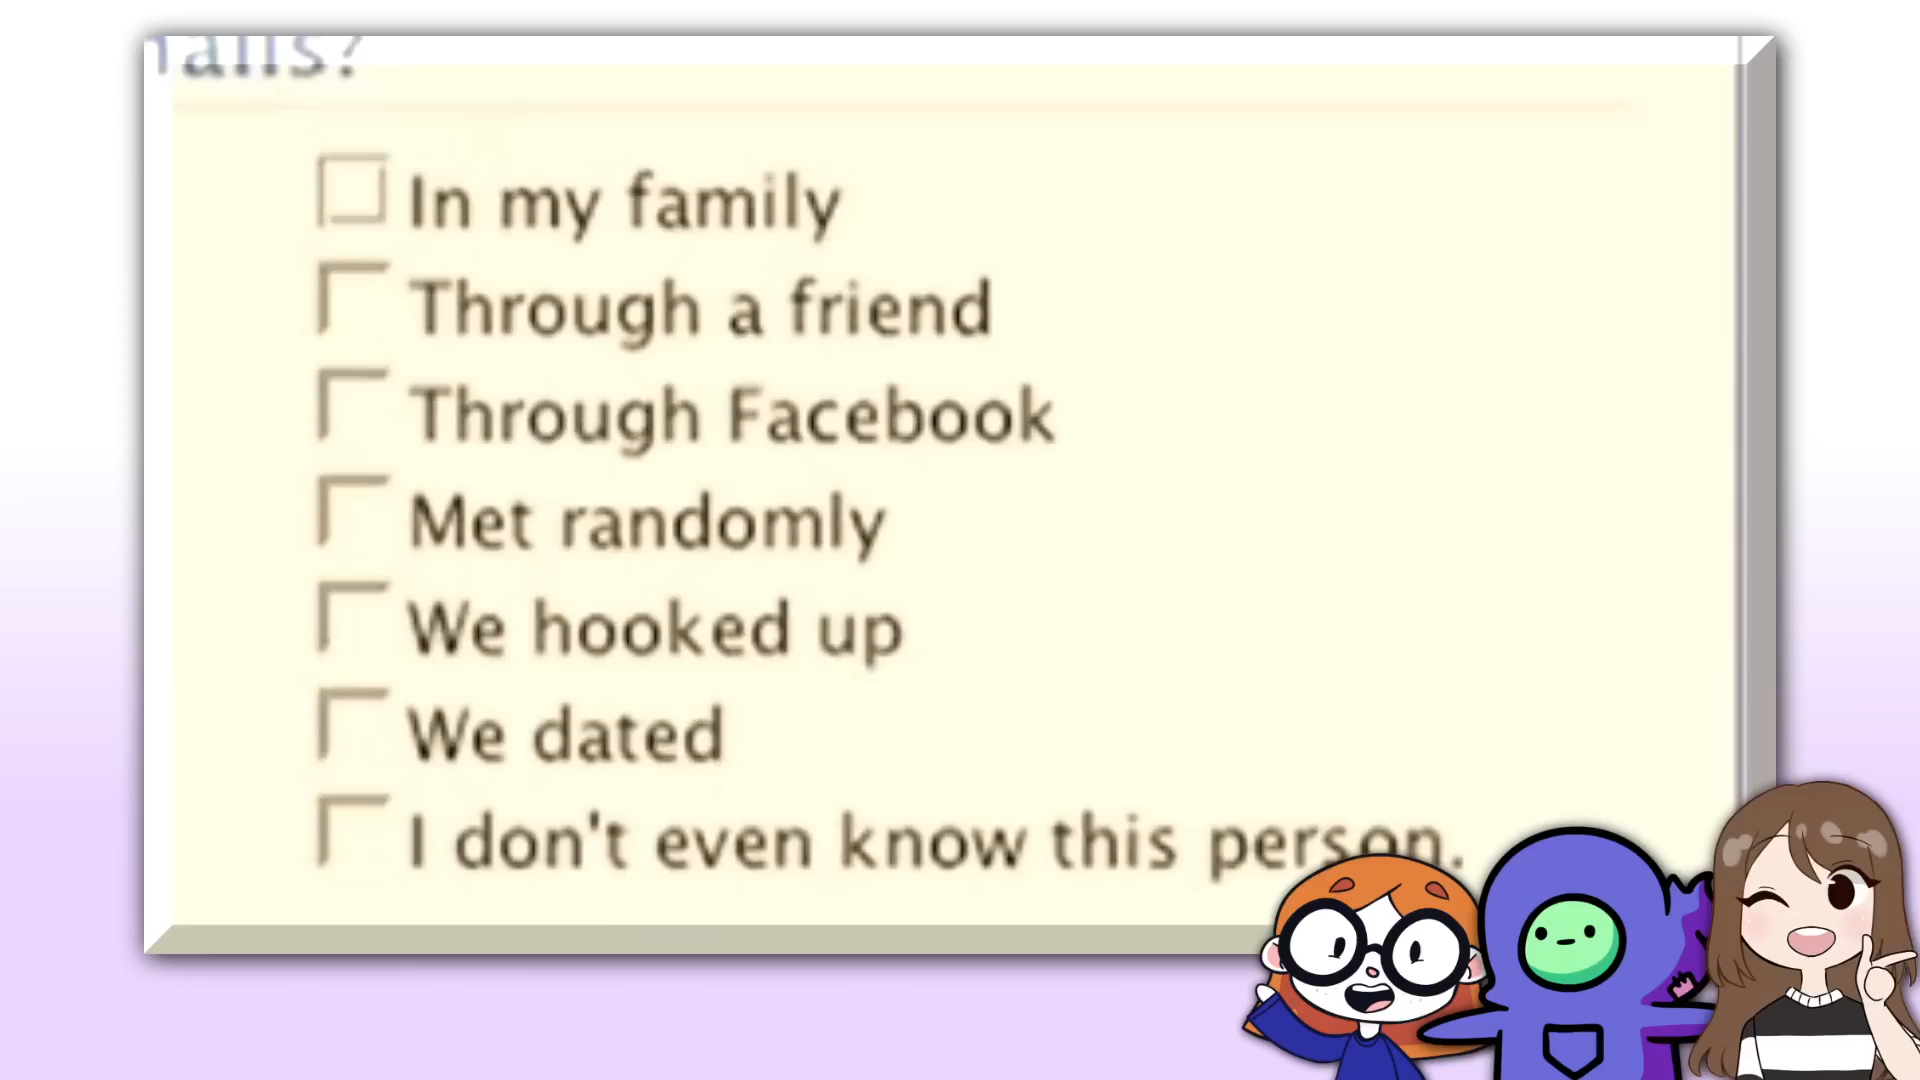 In my family
Through a friend
Through Facebook
Met randomly
We hooked up
We dated
I don't even know this person.